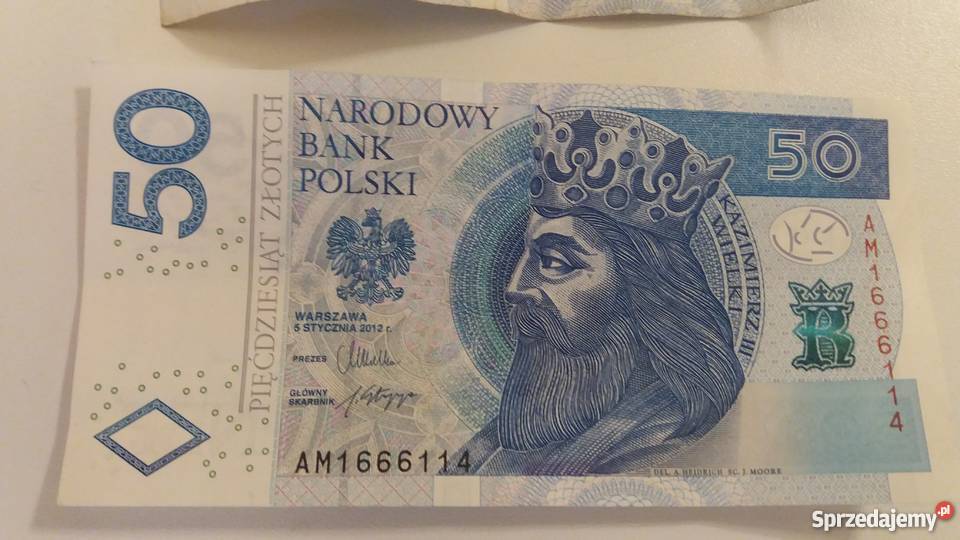 50
PIĘĆDZIESIĄT ZŁOTYCH
NARODOWY
BANK
POLSKI
WARSZAWA
5 STYCZNIA 2012 r.
PREZES
GŁÓWNY
SKARBNIK
AM1666114
KAZIMIERZ III
WIELKI
50
AM1666114
R
DEL. A. HEIDRICH SC. J. MOORE
Sprzedajemy.pl